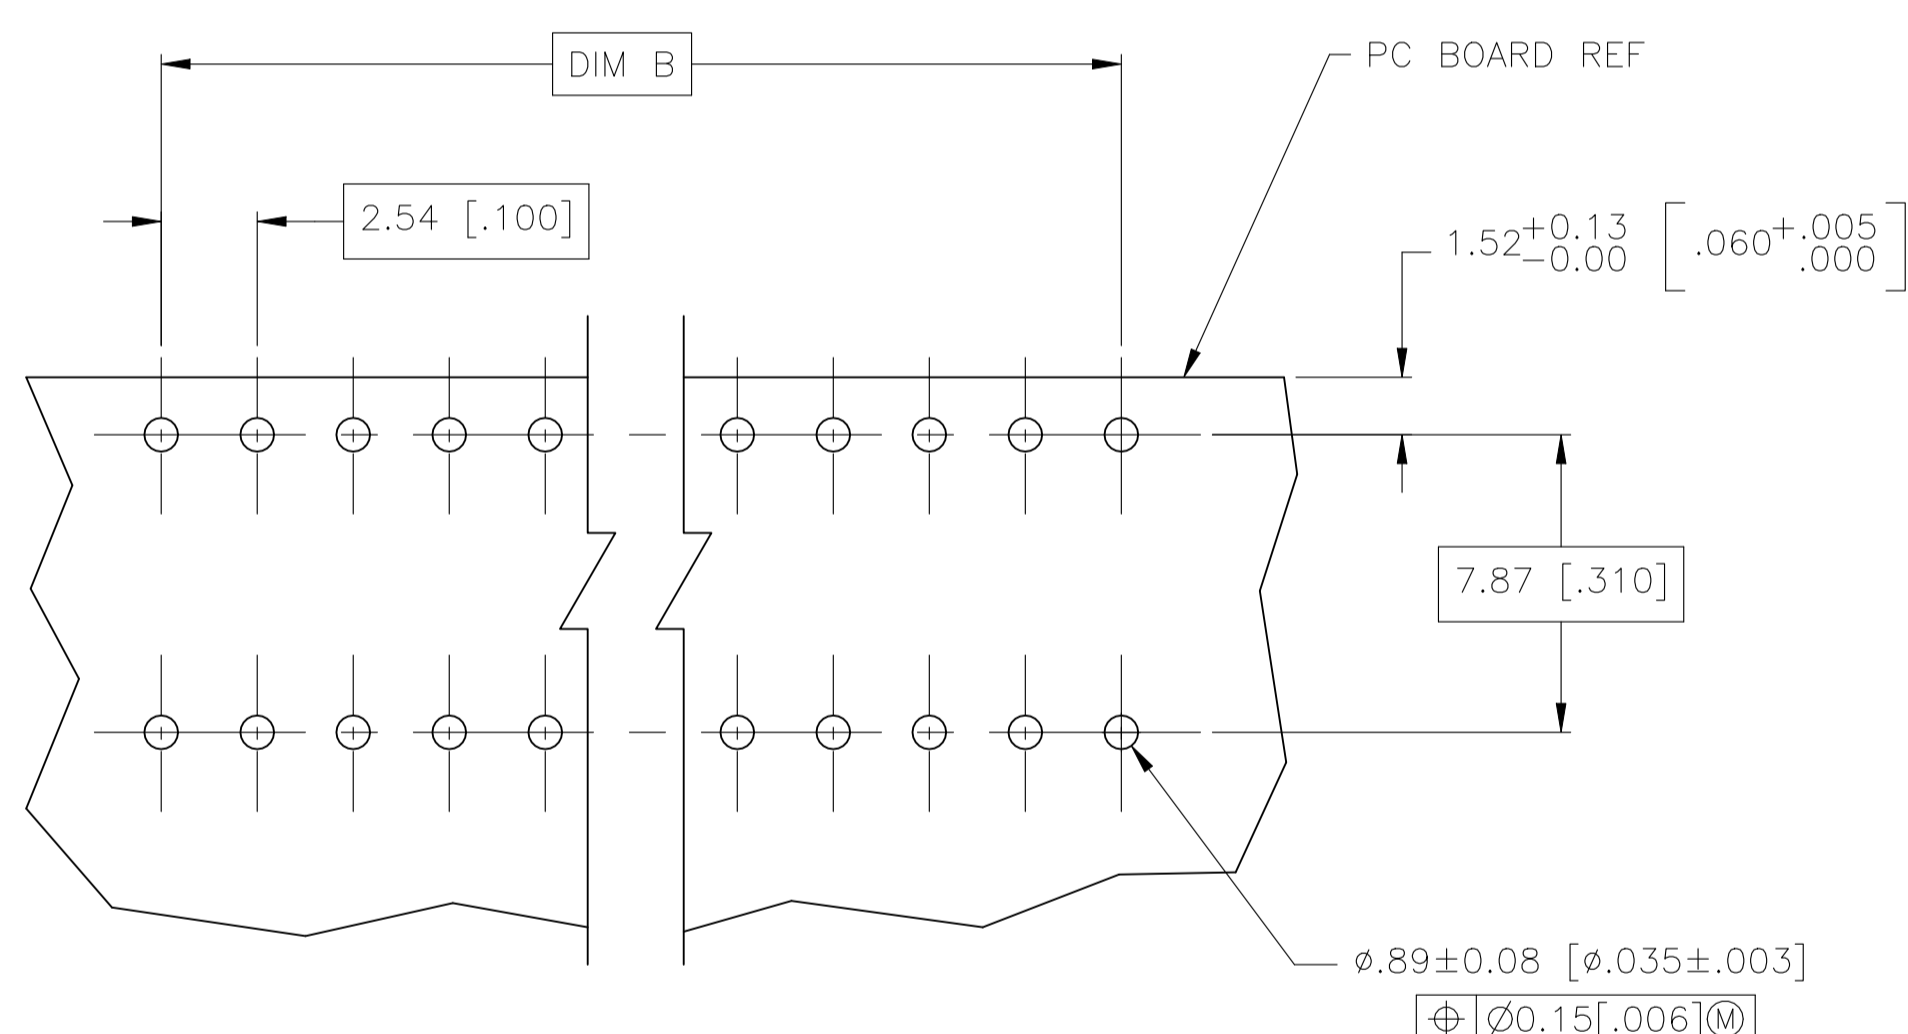 DIM B
PC BOARD REF
2.54 [.100]
1.52 +0.13 -0.00 [.060 +.005 .000]
7.87 [.310]
⌀.89±0.08 [⌀.035±.003]
⌖ ⌀0.15[.006]Ⓜ